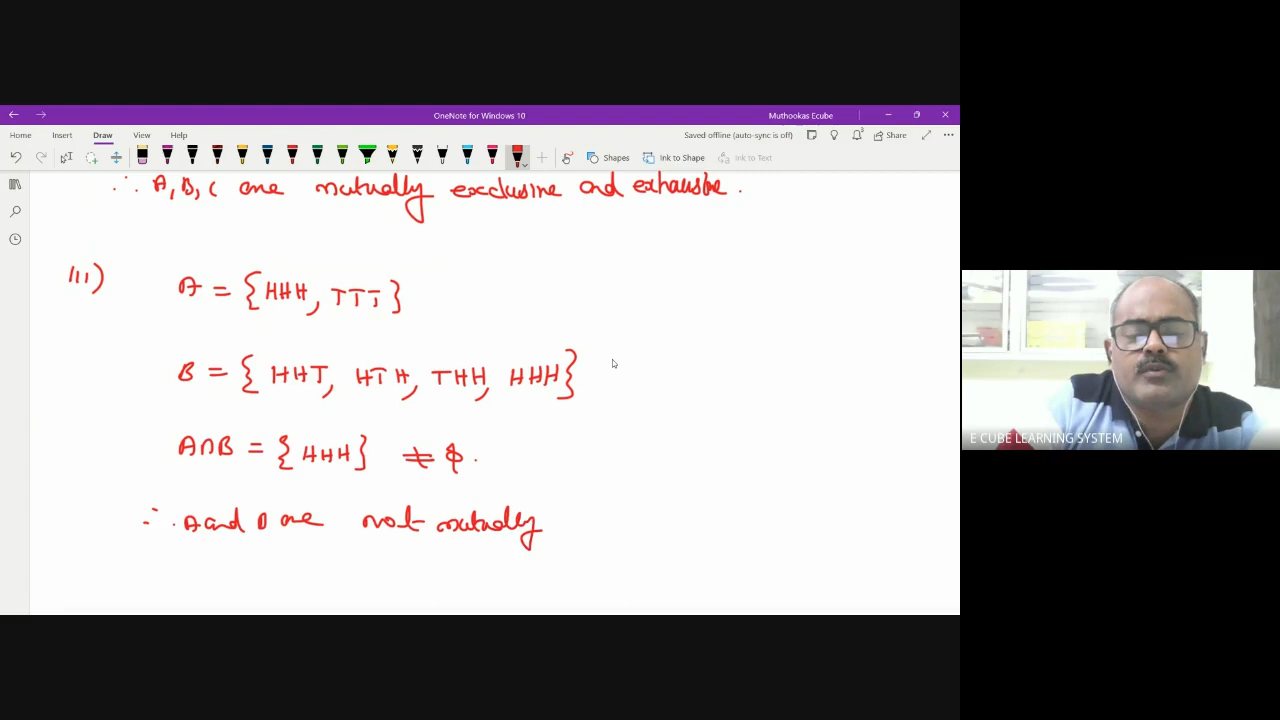 OneNote for Windows 10
Muthookas Ecube
Home Insert Draw View Help
Saved offline (auto-sync is off)
Share
Shapes
Ink to Shape
Ink to Text
∴ A, B, C are mutually exclusive and exhaustive .
III)
A = {HHH, TTT}
B = { HHT, HTH, THH, HHH}
A∩B = {HHH} ≠ ϕ .
∴ A and B are not mutually
E CUBE LEARNING SYSTEM